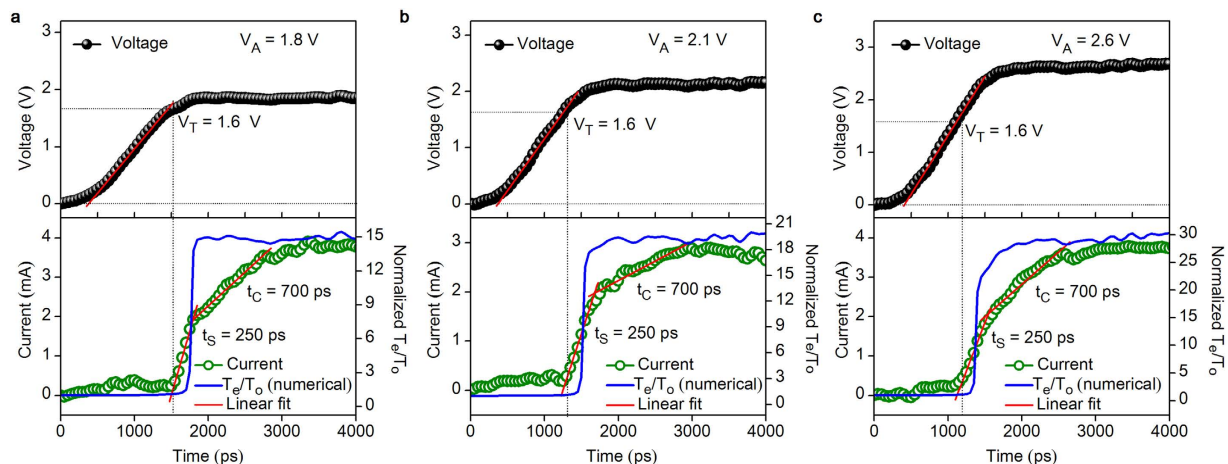 a
Voltage
V_A = 1.8 V
V_T = 1.6 V
3
2
1
0
Voltage (V)
4
3
2
1
0
Current (mA)
t_C = 700 ps
t_S = 250 ps
Current
T_e/T_o (numerical)
Linear fit
15
12
9
6
3
0
Normalized T_e/T_o
0 1000 2000 3000 4000
Time (ps)
b
Voltage
V_A = 2.1 V
V_T = 1.6 V
3
2
1
0
Voltage (V)
3
2
1
0
Current (mA)
t_C = 700 ps
t_S = 250 ps
Current
T_e/T_o (numerical)
Linear fit
21
18
15
12
9
6
3
0
Normalized T_e/T_o
0 1000 2000 3000 4000
Time (ps)
c
Voltage
V_A = 2.6 V
V_T = 1.6 V
3
2
1
0
Voltage (V)
4
3
2
1
0
Current (mA)
t_C = 700 ps
t_S = 250 ps
Current
T_e/T_o (numerical)
Linear fit
30
25
20
15
10
5
0
Normalized T_e/T_o
0 1000 2000 3000 4000
Time (ps)